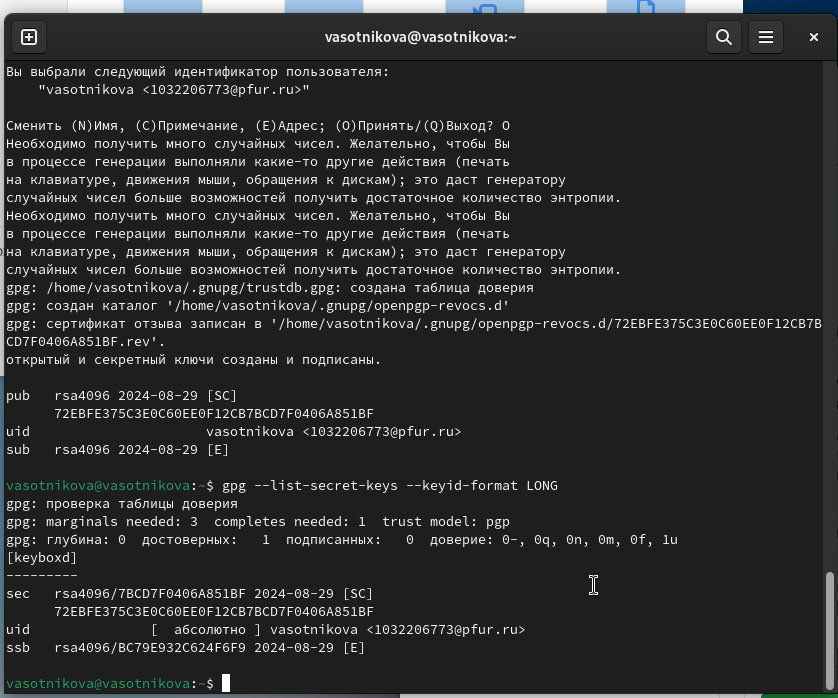 vasotnikova@vasotnikova:~
Вы выбрали следующий идентификатор пользователя:
"vasotnikova <1032206773@pfur.ru>"
Сменить (N)Имя, (C)Примечание, (E)Адрес; (O)Принять/(Q)Выход? O
Необходимо получить много случайных чисел. Желательно, чтобы Вы
в процессе генерации выполняли какие-то другие действия (печать
на клавиатуре, движения мыши, обращения к дискам); это даст генератору
случайных чисел больше возможностей получить достаточное количество энтропии.
Необходимо получить много случайных чисел. Желательно, чтобы Вы
в процессе генерации выполняли какие-то другие действия (печать
на клавиатуре, движения мыши, обращения к дискам); это даст генератору
случайных чисел больше возможностей получить достаточное количество энтропии.
gpg: /home/vasotnikova/.gnupg/trustdb.gpg: создана таблица доверия
gpg: создан каталог '/home/vasotnikova/.gnupg/openpgp-revocs.d'
gpg: сертификат отзыва записан в '/home/vasotnikova/.gnupg/openpgp-revocs.d/72EBFE375C3E0C60EE0F12CB7B
CD7F0406A851BF.rev'.
открытый и секретный ключи созданы и подписаны.
pub   rsa4096 2024-08-29 [SC]
72EBFE375C3E0C60EE0F12CB7BCD7F0406A851BF
uid                      vasotnikova <1032206773@pfur.ru>
sub   rsa4096 2024-08-29 [E]
vasotnikova@vasotnikova:~$ gpg --list-secret-keys --keyid-format LONG
gpg: проверка таблицы доверия
gpg: marginals needed: 3  completes needed: 1  trust model: pgp
gpg: глубина: 0  достоверных:   1  подписанных:   0  доверие: 0-, 0q, 0n, 0m, 0f, 1u
[keyboxd]
---------
sec   rsa4096/7BCD7F0406A851BF 2024-08-29 [SC]
72EBFE375C3E0C60EE0F12CB7BCD7F0406A851BF
uid               [  абсолютно ] vasotnikova <1032206773@pfur.ru>
ssb   rsa4096/BC79E932C624F6F9 2024-08-29 [E]
vasotnikova@vasotnikova:~$